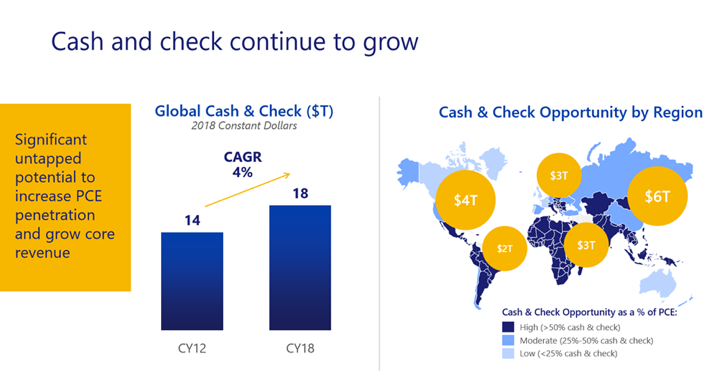 Cash and check continue to grow
Significant
untapped
potential to
increase PCE
penetration
and grow core
revenue
Global Cash & Check ($T)
2018 Constant Dollars
CAGR
4%
14
18
CY12
CY18
Cash & Check Opportunity by Region
$4T
$3T
$6T
$2T
$3T
Cash & Check Opportunity as a % of PCE:
High (>50% cash & check)
Moderate (25%-50% cash & check)
Low (<25% cash & check)